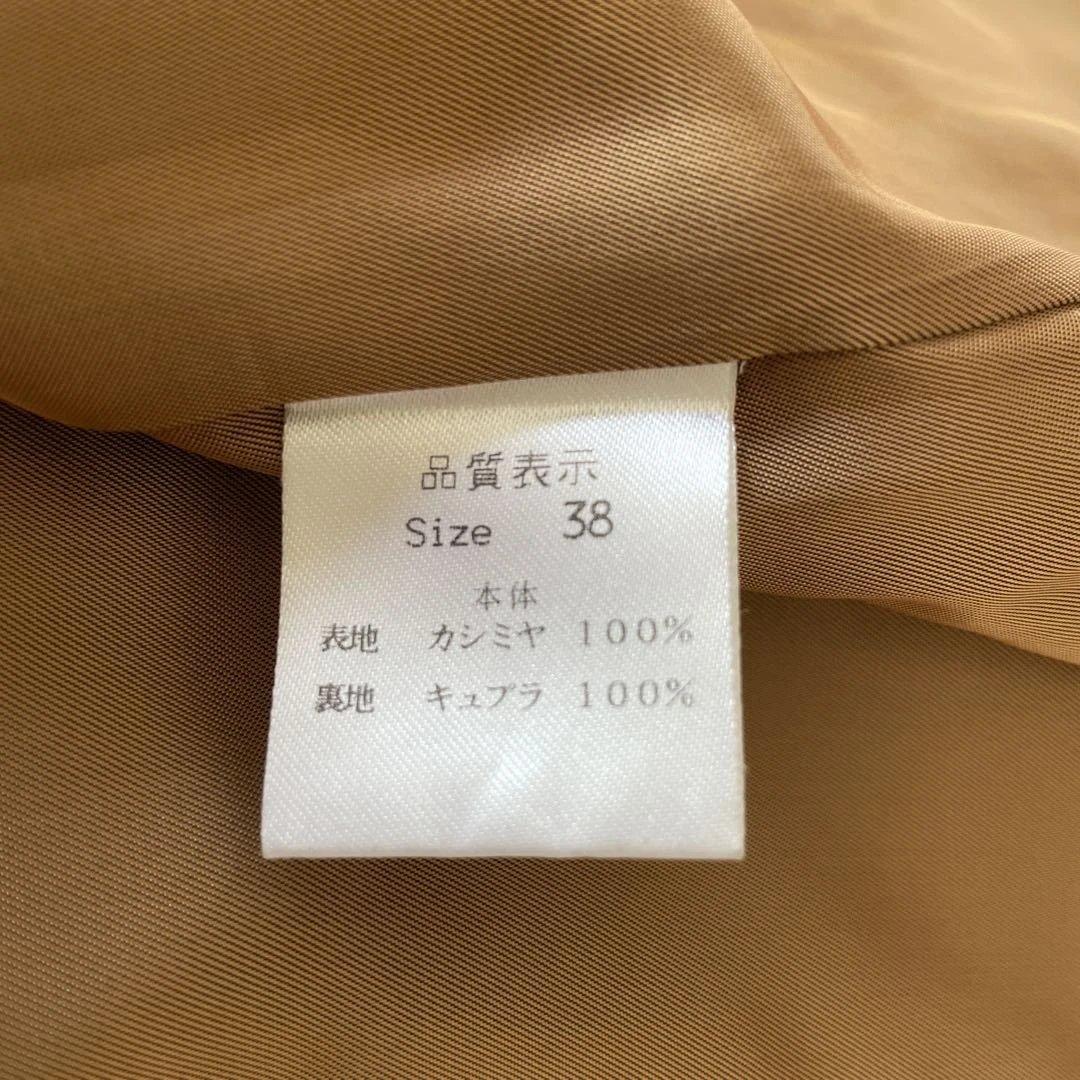 品質表示
Size 38
本体
表地 カシミヤ 100%
裏地 キュプラ 100%